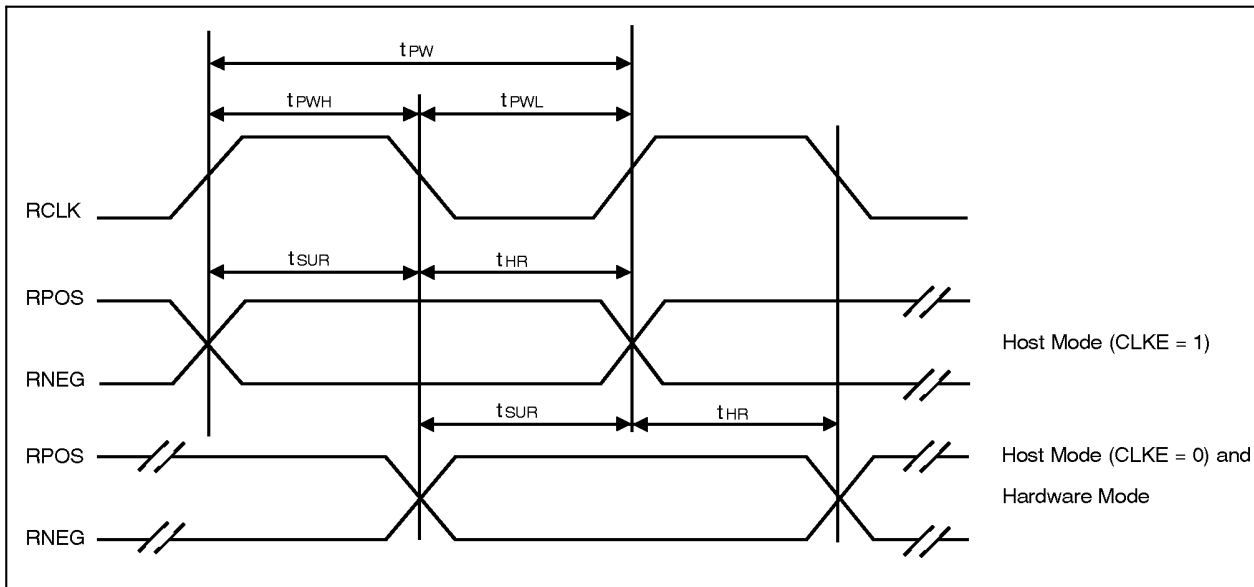 tPW
tPWH tPWL
RCLK
tSUR tHR
RPOS
Host Mode (CLKE = 1)
RNEG
tSUR tHR
RPOS Host Mode (CLKE = 0) and
Hardware Mode
RNEG